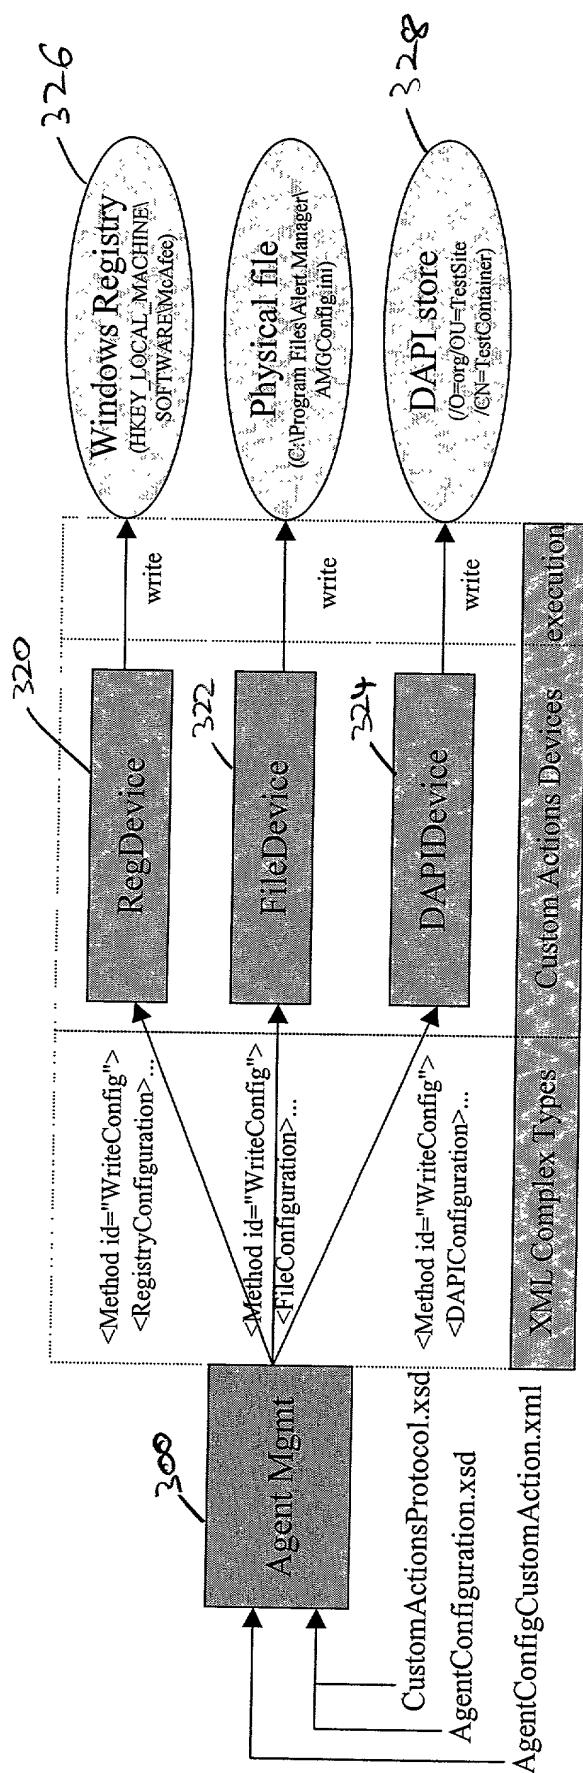 CustomActionsProtocol.xsd
AgentConfiguration.xsd
AgentConfigCustomAction.xml
300
Agent Mgmt
<Method id="WriteConfig">
<RegistryConfiguration>...
<Method id="WriteConfig">
<FileConfiguration>...
<Method id="WriteConfig">
<DAPIConfiguration>...
XML Complex Types
320
RegDevice
322
FileDevice
324
DAPIDevice
Custom Actions Devices
write
write
write
execution
326
Windows Registry
(HKEY_LOCAL_MACHINE\
SOFTWARE\McAfee)
Physical file
(C:\Program Files\Alert Manager\
AMGConfig.ini)
328
DAPI store
(/O=org/OU=TestSite
/CN=TestContainer)